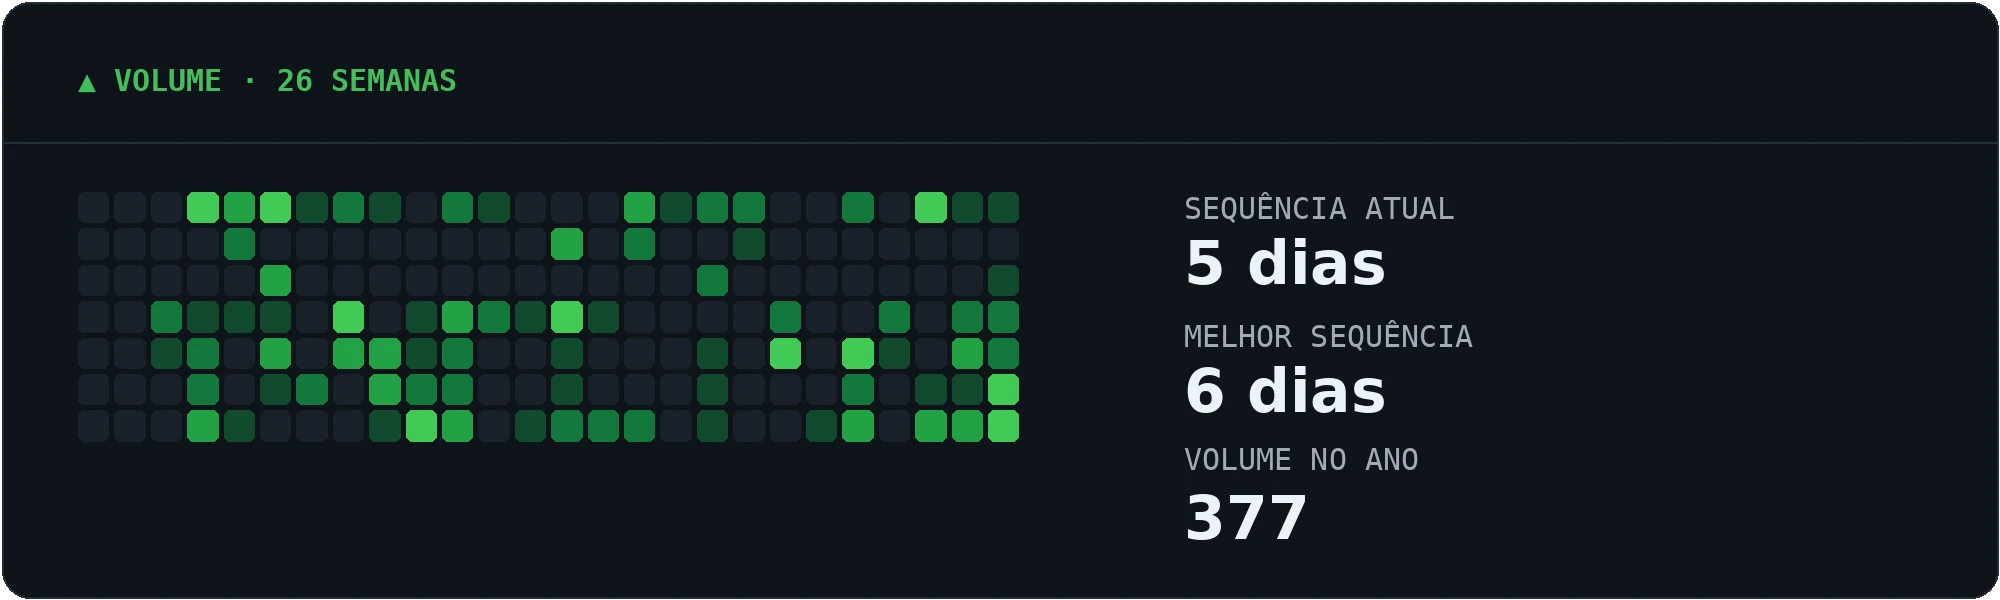 ▲ VOLUME · 26 SEMANAS
SEQUÊNCIA ATUAL
5 dias
MELHOR SEQUÊNCIA
6 dias
VOLUME NO ANO
377